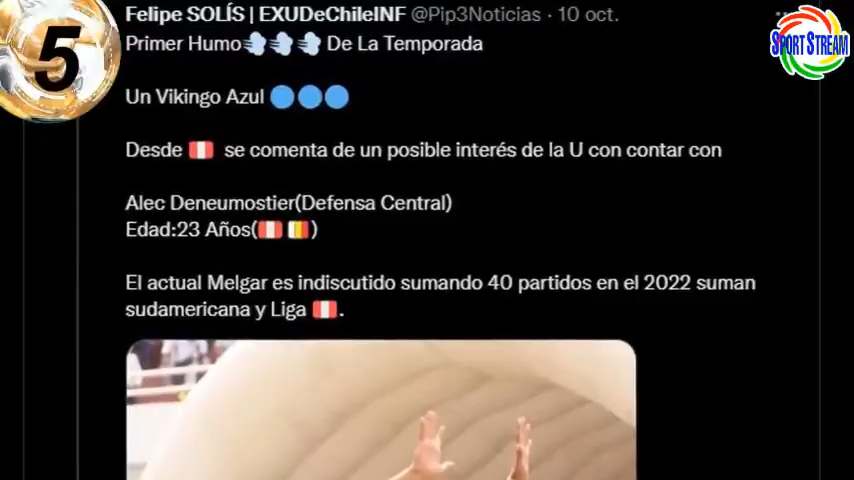 5
Felipe SOLÍS | EXUDeChileINF @Pip3Noticias · 10 oct.
SPORT STREAM
Primer Humo💨💨💨 De La Temporada
Un Vikingo Azul 🔵🔵🔵
Desde 🇵🇪 se comenta de un posible interés de la U con contar con
Alec Deneumostier(Defensa Central)
Edad:23 Años(🇵🇪 🇧🇪)
El actual Melgar es indiscutido sumando 40 partidos en el 2022 suman
sudamericana y Liga 🇵🇪.